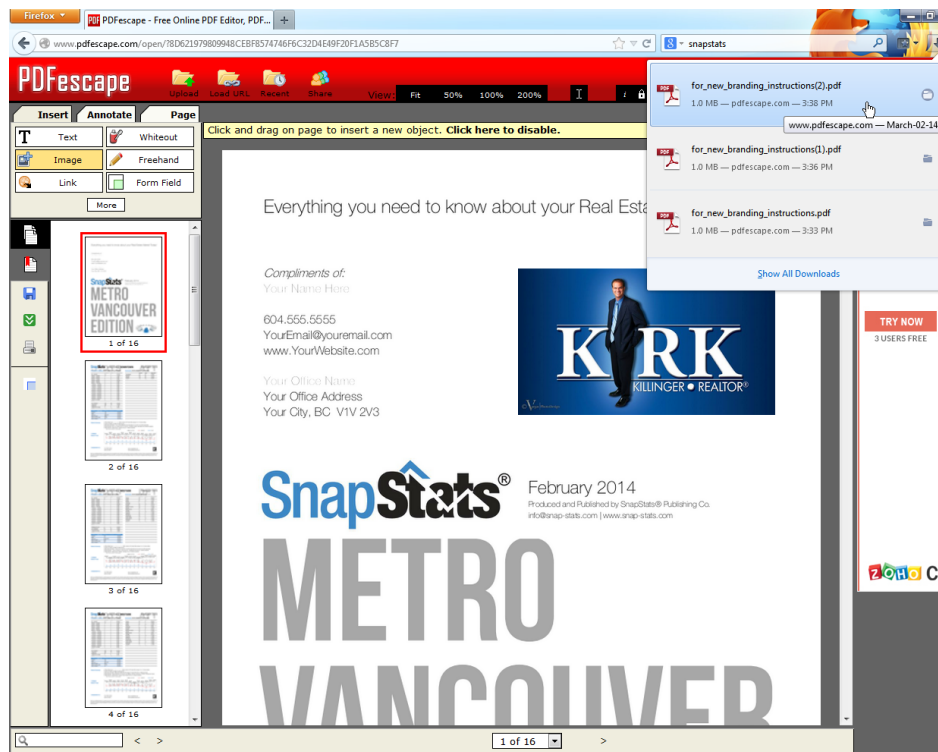 Firefox
PDFescape - Free Online PDF Editor, PDF...
www.pdfescape.com/open/?8D621979809948CEBF8574746F6C32D4E49F20F1A5B5C8F7
snapstats
PDFescape
Upload
Load URL
Recent
Share
View:
Fit
50%
100%
200%
Insert
Annotate
Page
Text
Whiteout
Image
Freehand
Link
Form Field
More
Click and drag on page to insert a new object. Click here to disable.
for_new_branding_instructions(2).pdf
1.0 MB — pdfescape.com — 3:38 PM
www.pdfescape.com — March-02-14
for_new_branding_instructions(1).pdf
1.0 MB — pdfescape.com — 3:36 PM
for_new_branding_instructions.pdf
1.0 MB — pdfescape.com — 3:33 PM
Show All Downloads
TRY NOW
3 USERS FREE
ZOHO C
SnapStats
METRO
VANCOUVER
EDITION
1 of 16
2 of 16
3 of 16
4 of 16
Everything you need to know about your Real Esta
Compliments of:
Your Name Here
604.555.5555
YourEmail@youremail.com
www.YourWebsite.com
Your Office Name
Your Office Address
Your City, BC V1V 2V3
KIRK
KILLINGER • REALTOR®
SnapStats®
February 2014
Produced and Published by SnapStats® Publishing Co.
info@snap-stats.com | www.snap-stats.com
METRO
VANCOUVER
< >
1 of 16
>